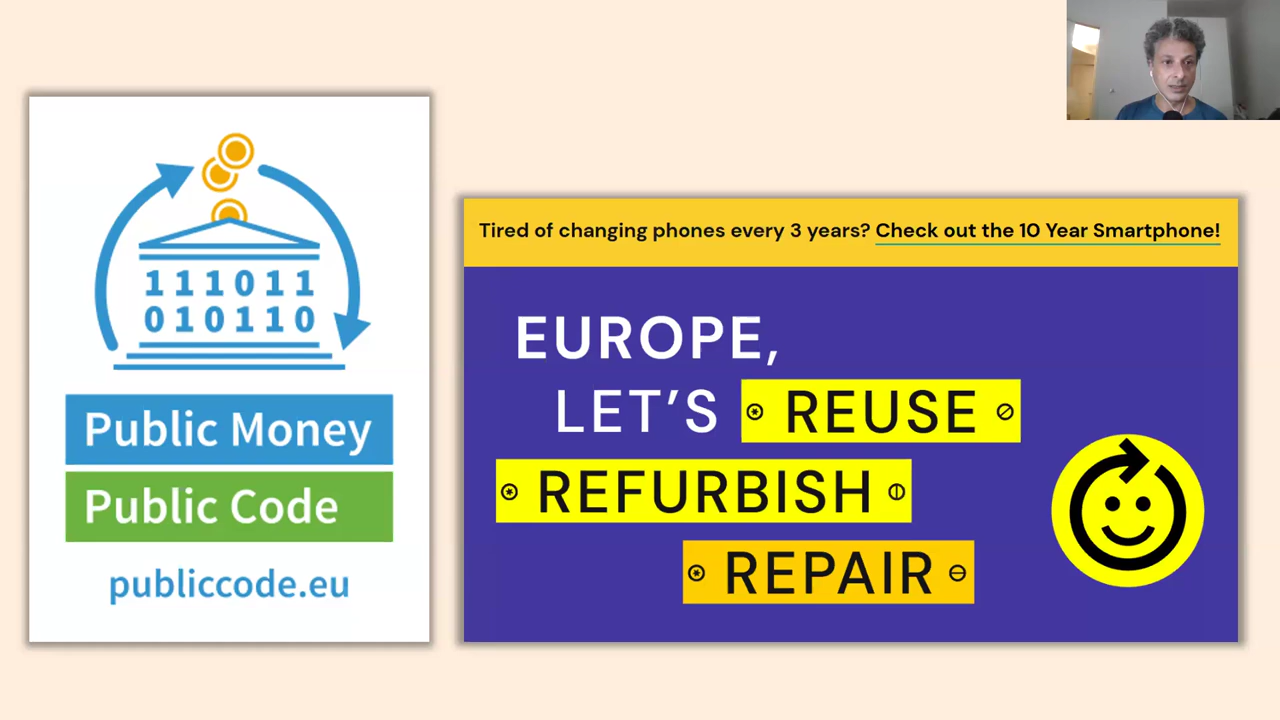 111011
010110
Public Money
Public Code
publiccode.eu
Tired of changing phones every 3 years? Check out the 10 Year Smartphone!
EUROPE,
LET'S REUSE
REFURBISH
REPAIR